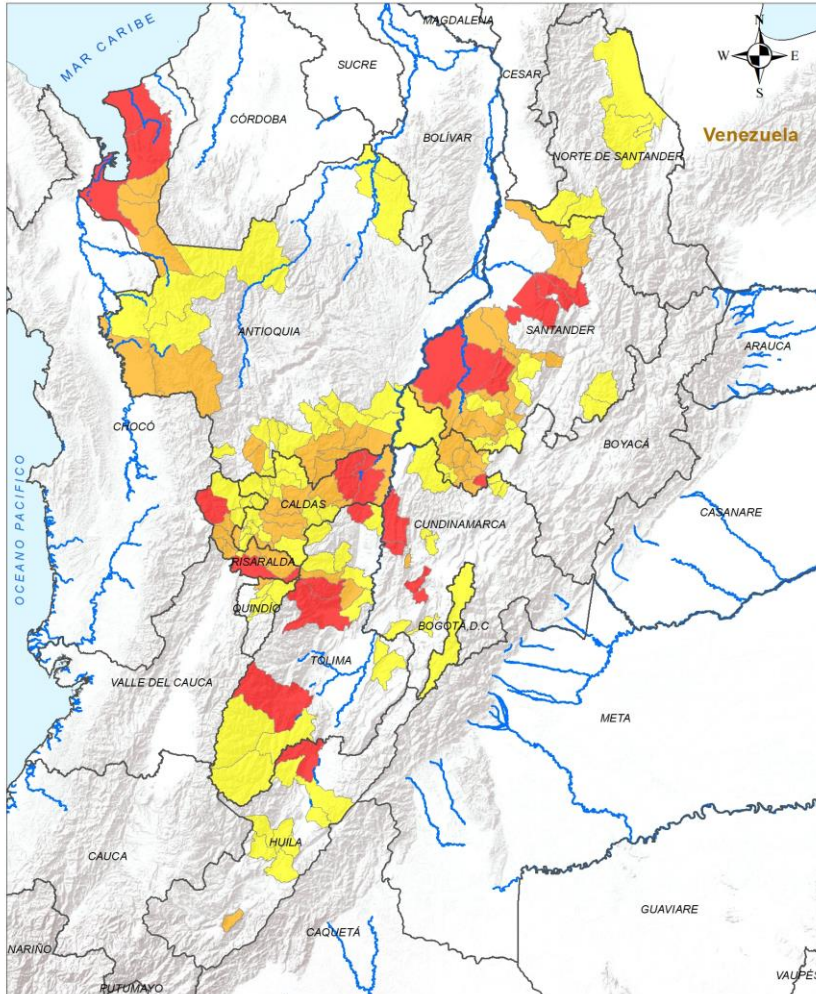 MAGDALENA
MAR CARIBE
N
SUCRE
W E
CESAR
S
CÓRDOBA
BOLÍVAR
Venezuela
NORTE DE SANTANDER
ANTIOQUIA
SANTANDER
ARAUCA
CHOCÓ
BOYACÁ
OCEANO PACIFICO
CALDAS
CASANARE
CUNDINAMARCA
RISARALDA
QUINDÍO
BOGOTÁ,D.C
TOLIMA
VALLE DEL CAUCA
META
HUILA
CAUCA
GUAVIARE
CAQUETÁ
NARIÑO
VAUPÉS
PUTUMAYO